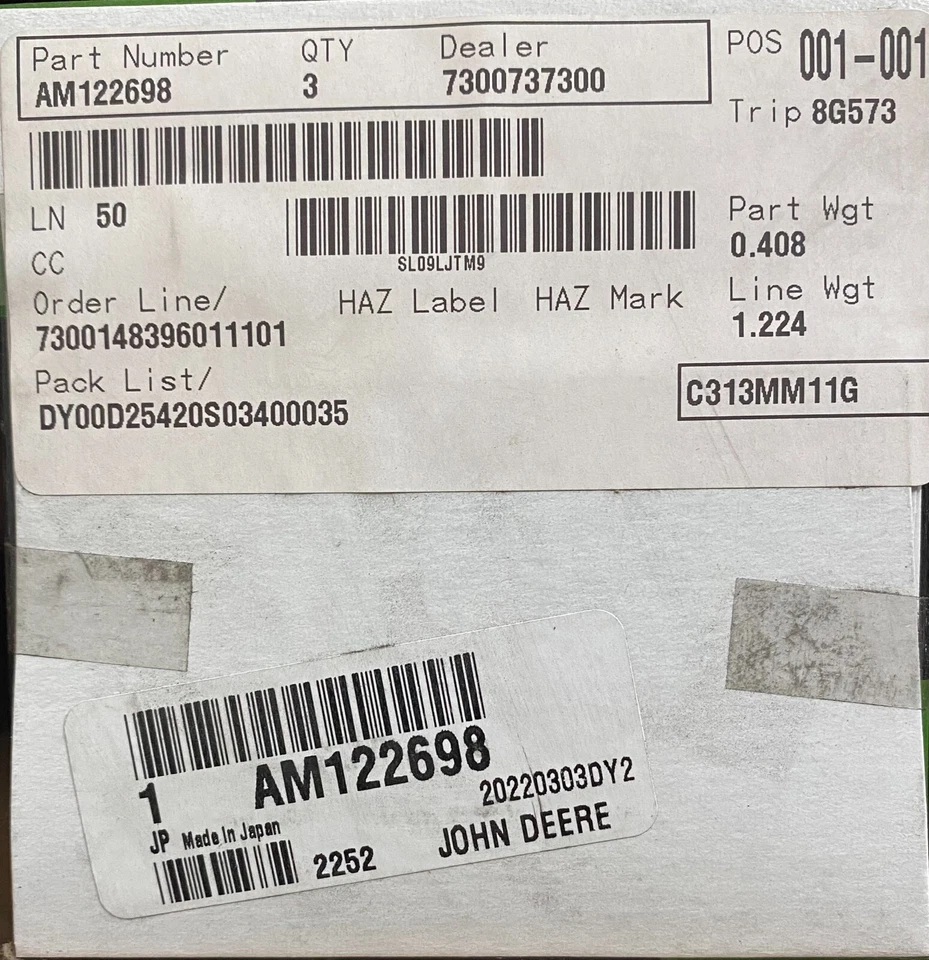 Part Number QTY Dealer
AM122698 3 7300737300
POS 001-001
Trip 8G573
LN 50
SL09LJTM9
CC
Part Wgt
0.408
Order Line/ HAZ Label HAZ Mark
7300148396011101
Line Wgt
1.224
Pack List/
DY00D25420S03400035
C313MM11G
1 AM122698
20220303DY2
JP Made In Japan
2252 JOHN DEERE